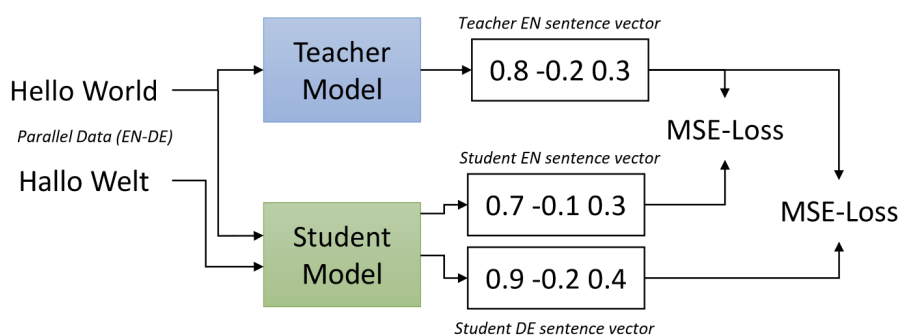 Teacher EN sentence vector
Teacher
Model
0.8 -0.2 0.3
Hello World
Parallel Data (EN-DE)
Hallo Welt
MSE-Loss
Student EN sentence vector
0.7 -0.1 0.3
Student
Model
MSE-Loss
0.9 -0.2 0.4
Student DE sentence vector